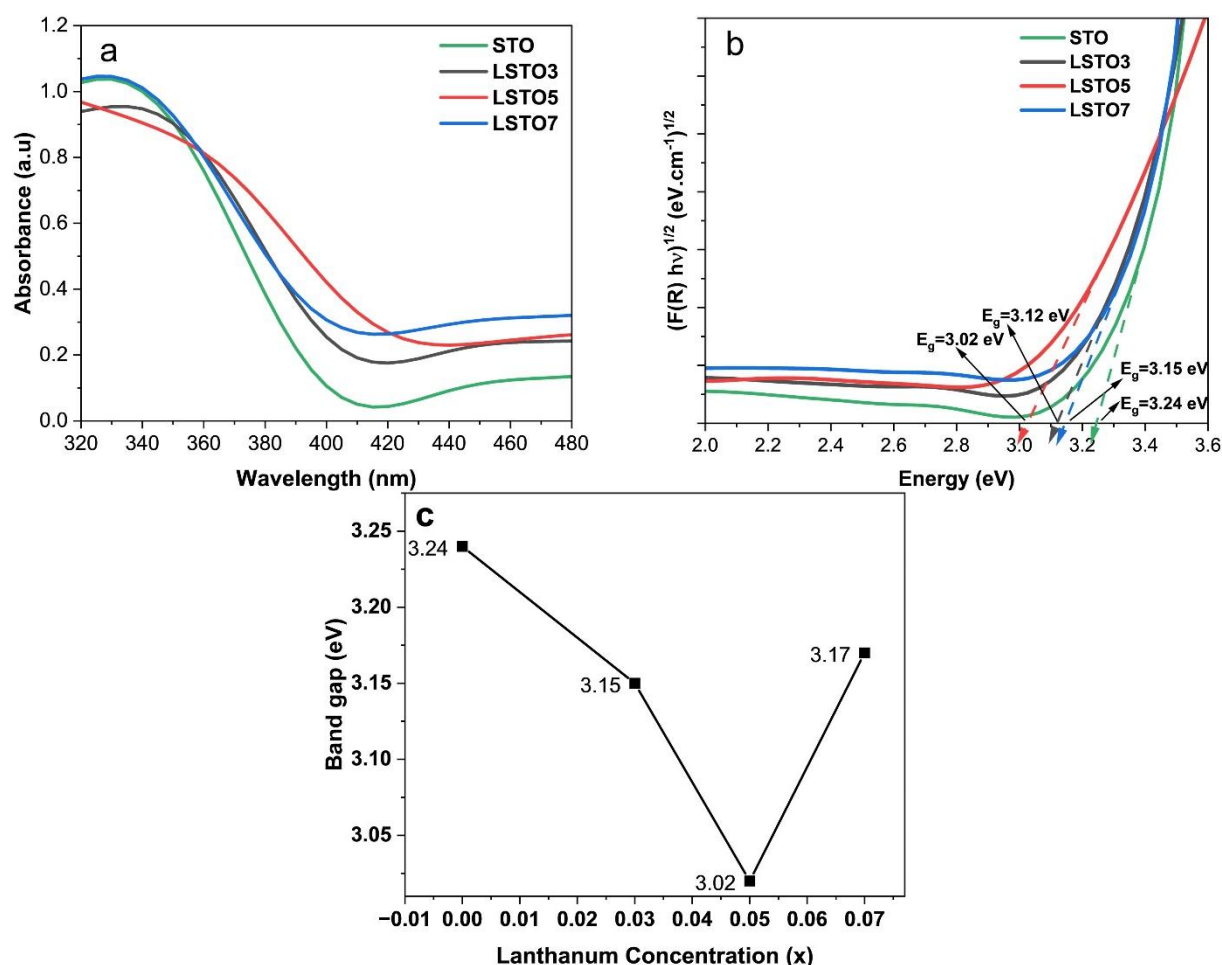 a
STO
LSTO3
LSTO5
LSTO7
1.2
1.0
0.8
0.6
0.4
0.2
0.0
320 340 360 380 400 420 440 460 480
Absorbance (a.u)
Wavelength (nm)
b
STO
LSTO3
LSTO5
LSTO7
(F(R) hν)1/2 (eV.cm-1)1/2
Eg=3.12 eV
Eg=3.02 eV
Eg=3.15 eV
Eg=3.24 eV
2.0 2.2 2.4 2.6 2.8 3.0 3.2 3.4 3.6
Energy (eV)
c
3.25
3.20
3.15
3.10
3.05
3.24
3.15
3.02
3.17
Band gap (eV)
−0.01 0.00 0.01 0.02 0.03 0.04 0.05 0.06 0.07
Lanthanum Concentration (x)